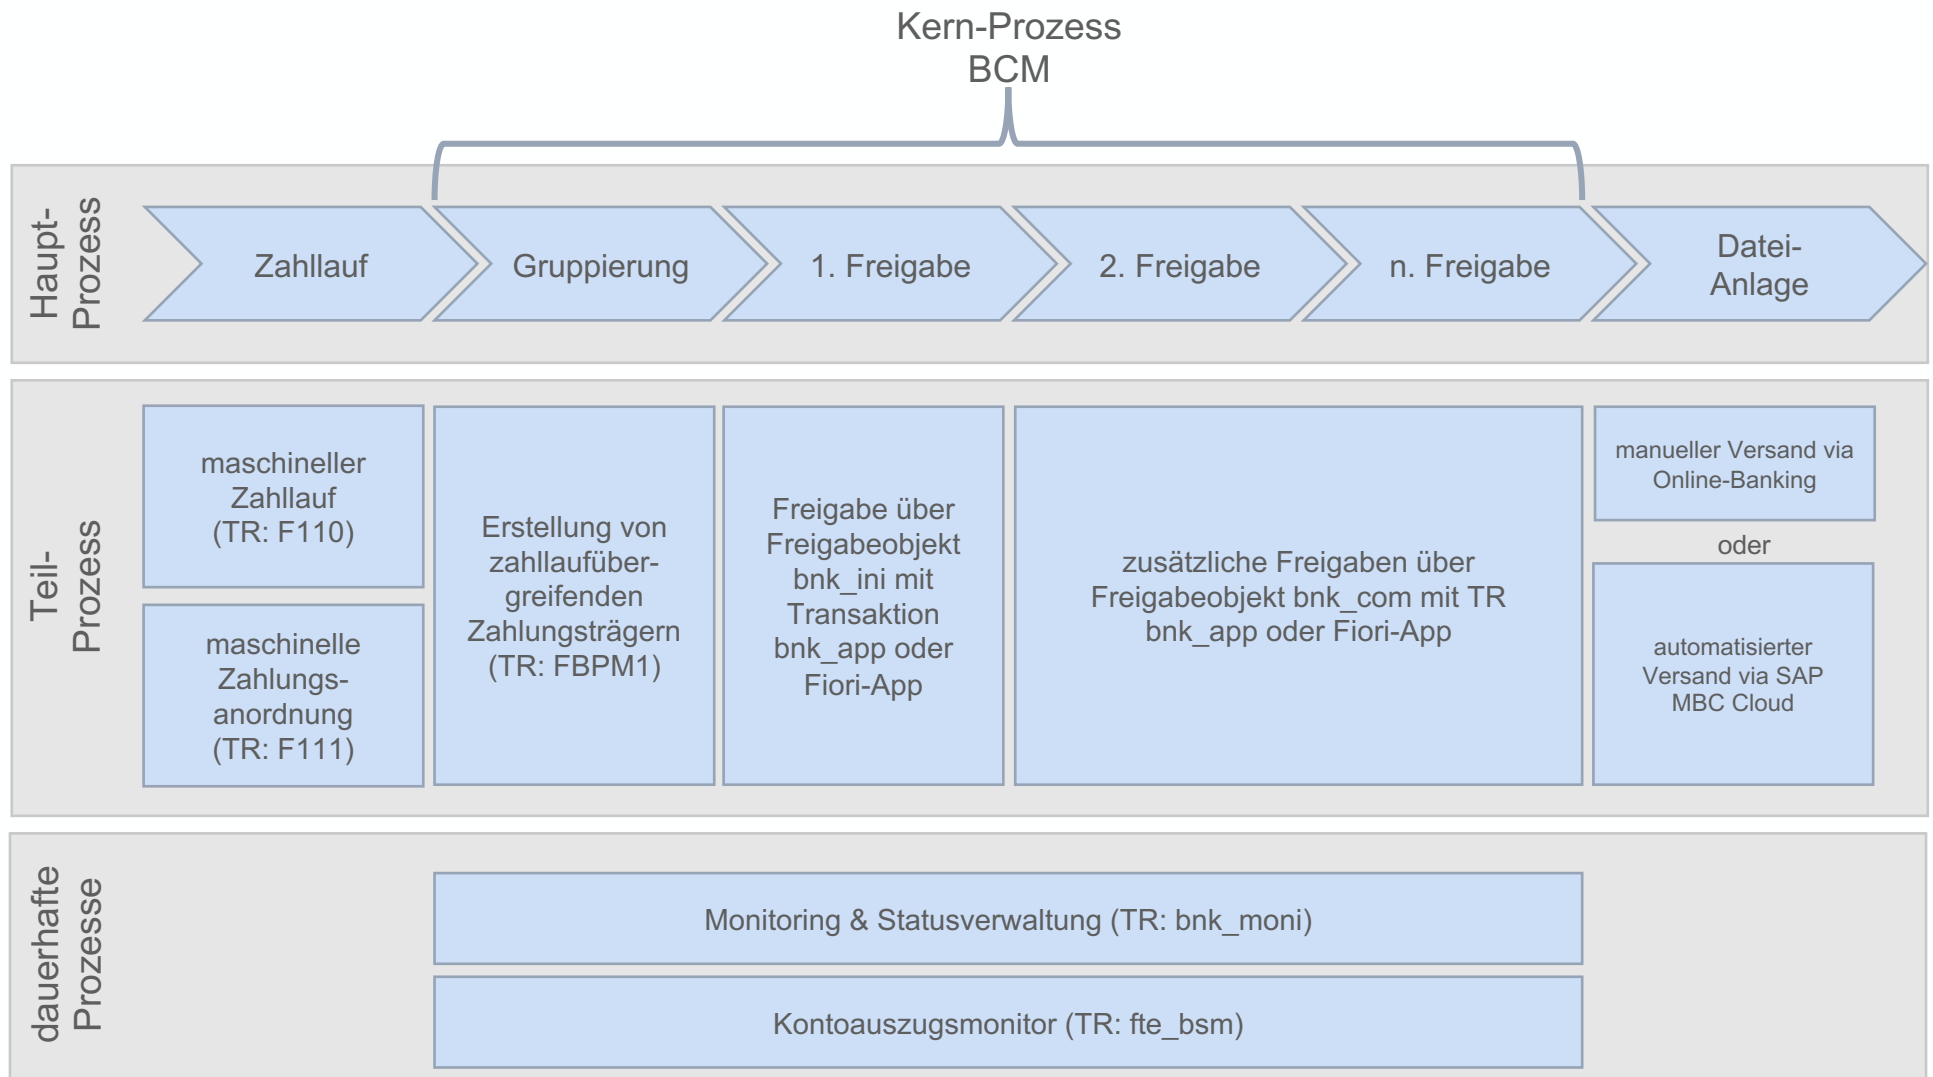 Kern-Prozess
BCM
Haupt-
Prozess
Zahllauf
Gruppierung
1. Freigabe
2. Freigabe
n. Freigabe
Datei-
Anlage
Teil-
Prozess
maschineller
Zahllauf
(TR: F110)
maschinelle
Zahlungs-
anordnung
(TR: F111)
Erstellung von
zahllaufüber-
greifenden
Zahlungsträgern
(TR: FBPM1)
Freigabe über
Freigabeobjekt
bnk_ini mit
Transaktion
bnk_app oder
Fiori-App
zusätzliche Freigaben über
Freigabeobjekt bnk_com mit TR
bnk_app oder Fiori-App
manueller Versand via
Online-Banking
oder
automatisierter
Versand via SAP
MBC Cloud
dauerhafte
Prozesse
Monitoring & Statusverwaltung (TR: bnk_moni)
Kontoauszugsmonitor (TR: fte_bsm)